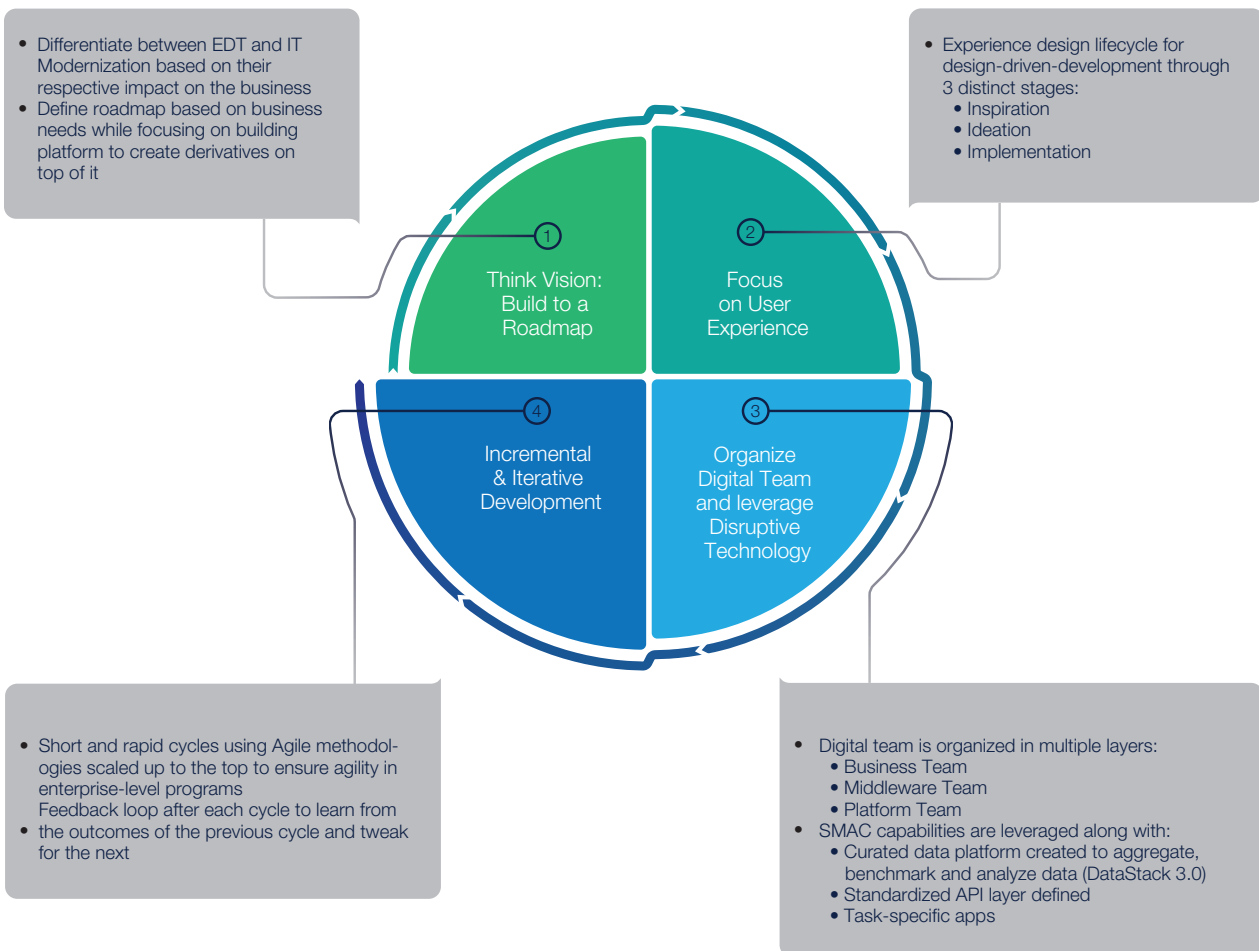 • Differentiate between EDT and IT
Modernization based on their
respective impact on the business
• Define roadmap based on business
needs while focusing on building
platform to create derivatives on
top of it
• Experience design lifecycle for
design-driven-development through
3 distinct stages:
• Inspiration
• Ideation
• Implementation
1
Think Vision:
Build to a
Roadmap
2
Focus
on User
Experience
4
Incremental
& Iterative
Development
3
Organize
Digital Team
and leverage
Disruptive
Technology
• Short and rapid cycles using Agile methodol-
ogies scaled up to the top to ensure agility in
enterprise-level programs
Feedback loop after each cycle to learn from
• the outcomes of the previous cycle and tweak
for the next
• Digital team is organized in multiple layers:
• Business Team
• Middleware Team
• Platform Team
• SMAC capabilities are leveraged along with:
• Curated data platform created to aggregate,
benchmark and analyze data (DataStack 3.0)
• Standardized API layer defined
• Task-specific apps